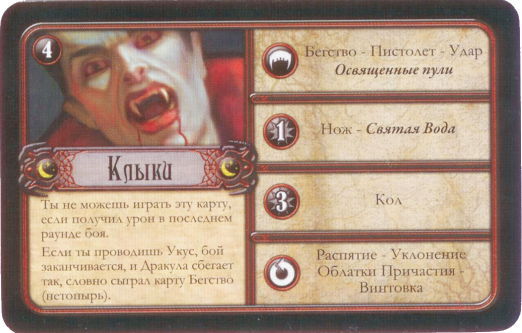 4
Клыки
Ты не можешь играть эту карту,
если получил урон в последнем
раунде боя.
Если ты проводишь Укус, бой
заканчивается, и Дракула сбегает
так, словно сыграл карту Бегство
(нетопырь).
Бегство - Пистолет - Удар
Освященные пули
1
Нож - Святая Вода
3
Кол
Распятие - Уклонение
Облатки Причастия -
Винтовка